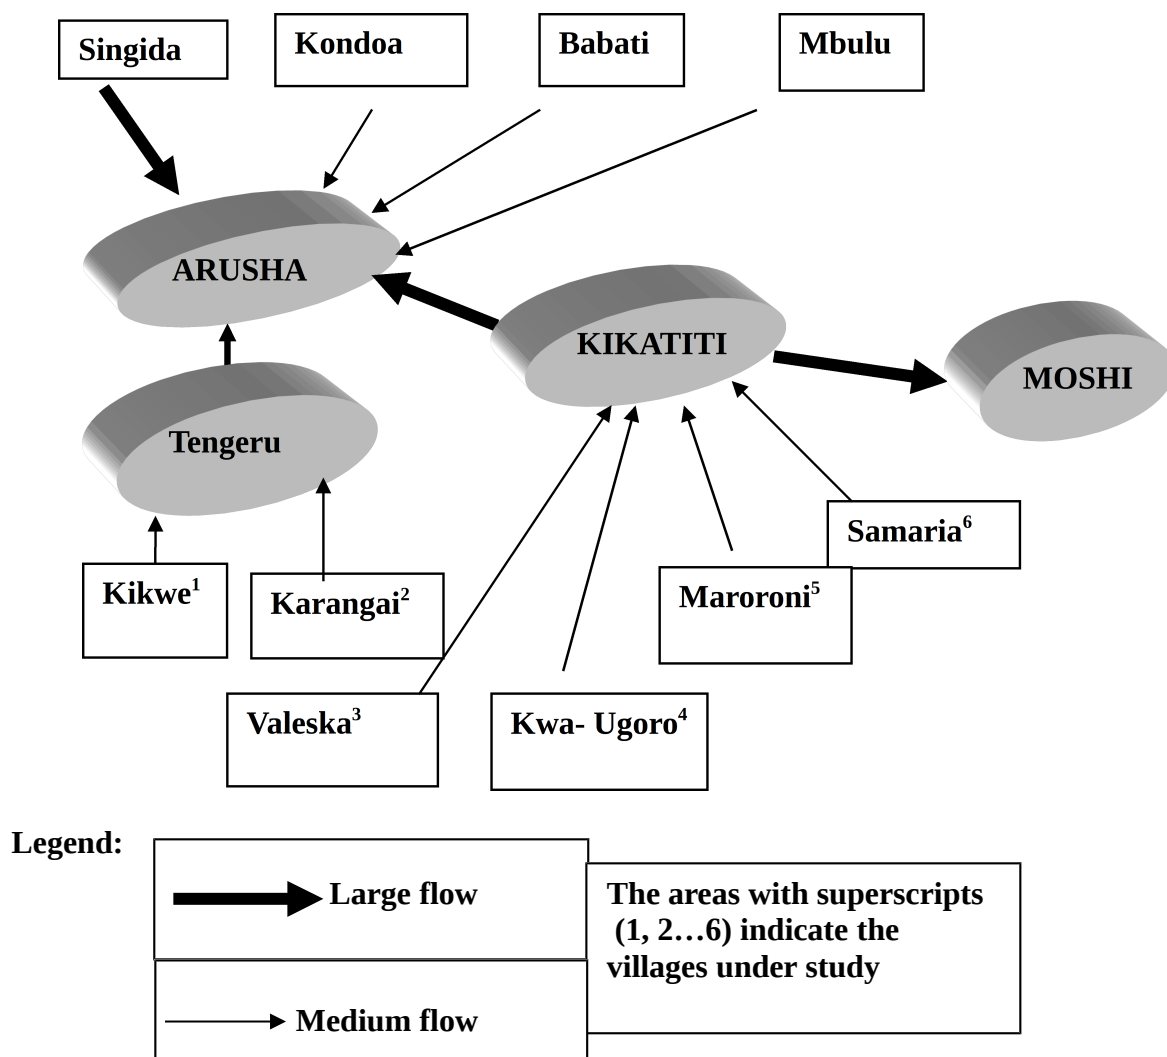 Singida
Kondoa
Babati
Mbulu
ARUSHA
KIKATITI
MOSHI
Tengeru
Samaria⁶
Kikwe¹
Karangai²
Maroroni⁵
Valeska³
Kwa- Ugoro⁴
Legend:
Large flow
The areas with superscripts
(1, 2…6) indicate the
villages under study
Medium flow